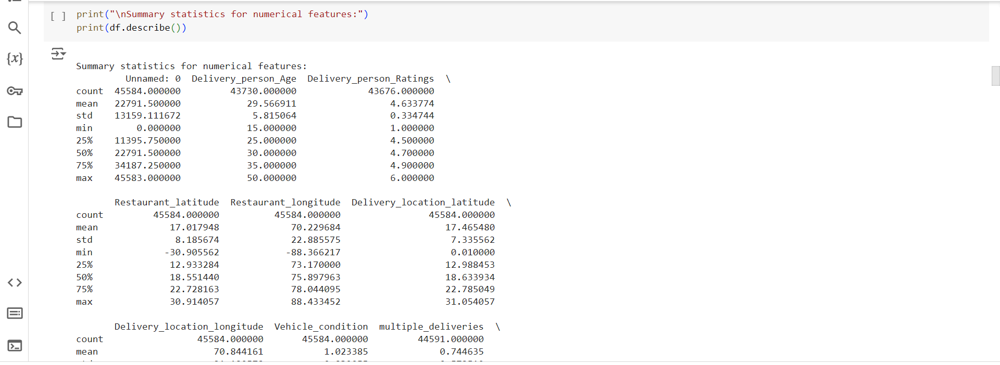 [ ] print("\nSummary statistics for numerical features:")
print(df.describe())
{x}
Summary statistics for numerical features:
         Unnamed: 0  Delivery_person_Age  Delivery_person_Ratings  \
count  45584.000000         43730.000000             43676.000000
mean   22791.500000            29.566911                 4.633774
std    13159.111672             5.815064                 0.334744
min        0.000000            15.000000                 1.000000
25%    11395.750000            25.000000                 4.500000
50%    22791.500000            30.000000                 4.700000
75%    34187.250000            35.000000                 4.900000
max    45583.000000            50.000000                 6.000000
       Restaurant_latitude  Restaurant_longitude  Delivery_location_latitude  \
count         45584.000000          45584.000000                45584.000000
mean             17.017948             70.229684                   17.465480
std               8.185674             22.885575                    7.335562
min             -30.905562            -88.366217                    0.010000
25%              12.933284             73.170000                   12.988453
50%              18.551440             75.897963                   18.633934
75%              22.728163             78.044095                   22.785049
max              30.914057             88.433452                   31.054057
       Delivery_location_longitude  Vehicle_condition  multiple_deliveries  \
count                 45584.000000       45584.000000         44591.000000
mean                     70.844161           1.023385             0.744635